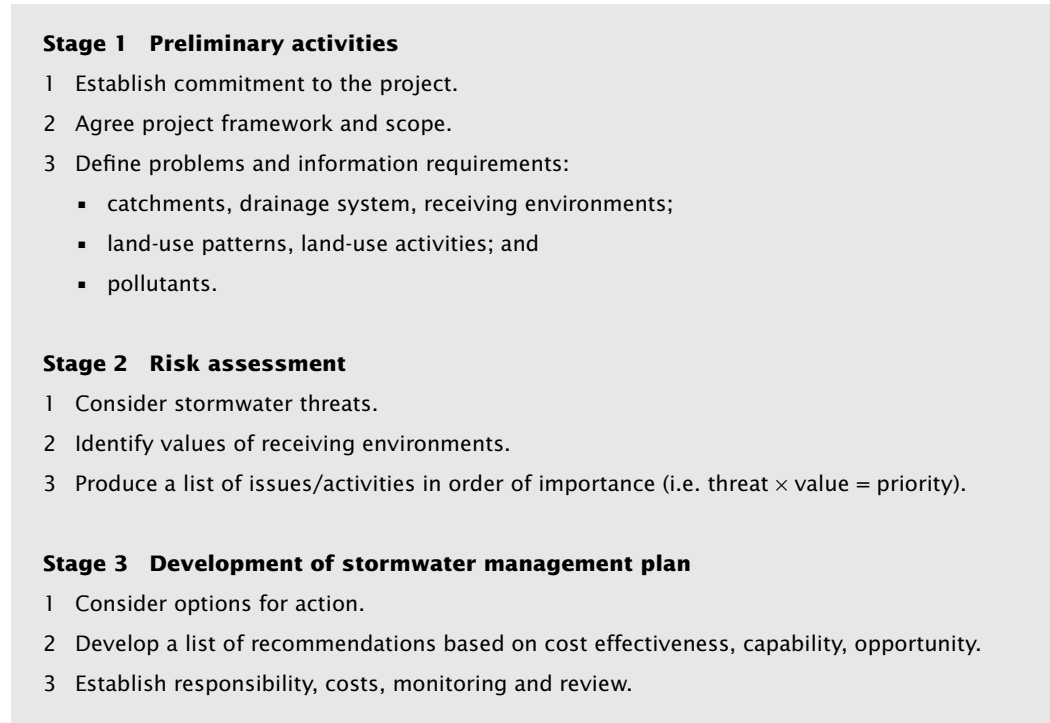 Stage 1 Preliminary activities
1 Establish commitment to the project.
2 Agree project framework and scope.
3 Define problems and information requirements:
▪ catchments, drainage system, receiving environments;
▪ land-use patterns, land-use activities; and
▪ pollutants.
Stage 2 Risk assessment
1 Consider stormwater threats.
2 Identify values of receiving environments.
3 Produce a list of issues/activities in order of importance (i.e. threat × value = priority).
Stage 3 Development of stormwater management plan
1 Consider options for action.
2 Develop a list of recommendations based on cost effectiveness, capability, opportunity.
3 Establish responsibility, costs, monitoring and review.